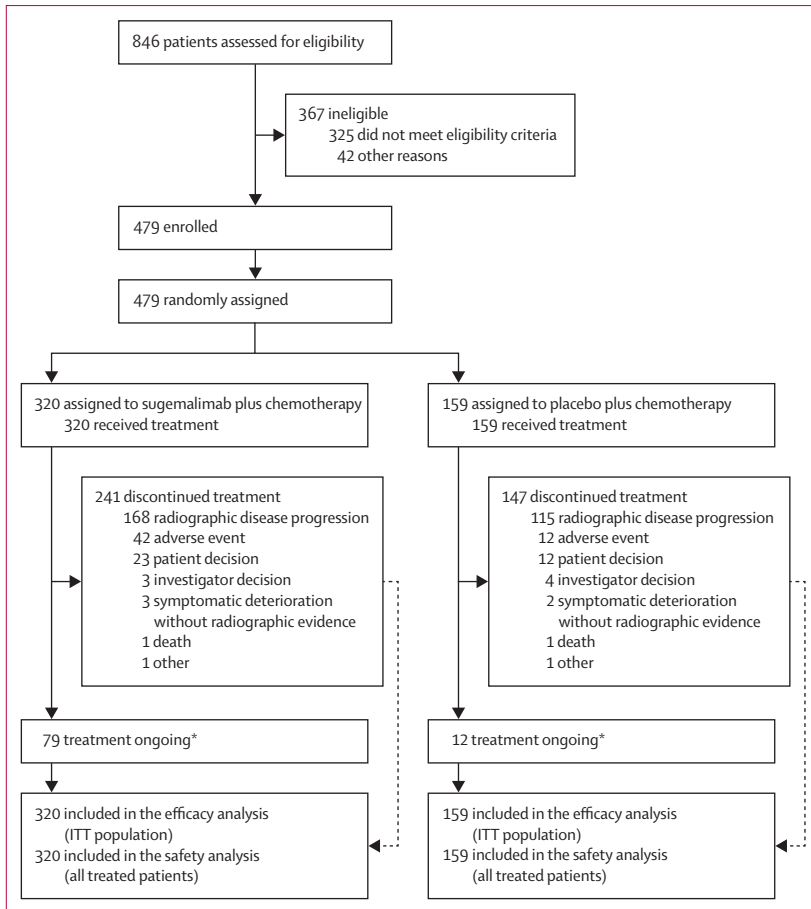 846 patients assessed for eligibility
367 ineligible
325 did not meet eligibility criteria
42 other reasons
479 enrolled
479 randomly assigned
320 assigned to sugemalimab plus chemotherapy
320 received treatment
159 assigned to placebo plus chemotherapy
159 received treatment
241 discontinued treatment
168 radiographic disease progression
42 adverse event
23 patient decision
3 investigator decision
3 symptomatic deterioration
without radiographic evidence
1 death
1 other
147 discontinued treatment
115 radiographic disease progression
12 adverse event
12 patient decision
4 investigator decision
2 symptomatic deterioration
without radiographic evidence
1 death
1 other
79 treatment ongoing*
12 treatment ongoing*
320 included in the efficacy analysis
(ITT population)
320 included in the safety analysis
(all treated patients)
159 included in the efficacy analysis
(ITT population)
159 included in the safety analysis
(all treated patients)